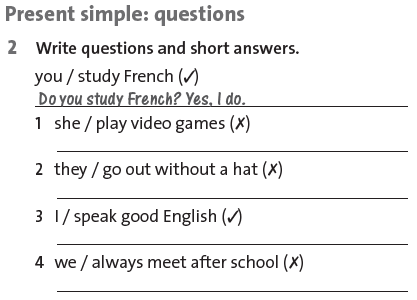 Present simple: questions
2 Write questions and short answers.
you / study French (✓)
Do you study French? Yes, I do.
1 she / play video games (✗)
2 they / go out without a hat (✗)
3 I / speak good English (✓)
4 we / always meet after school (✗)